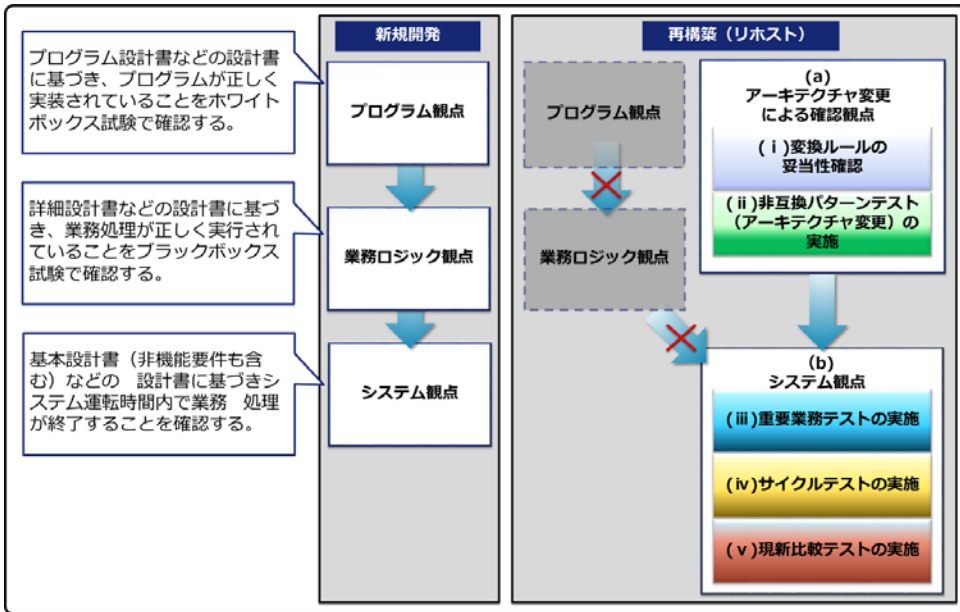 プログラム設計書などの設計書
に基づき、プログラムが正しく
実装されていることをホワイト
ボックス試験で確認する。
詳細設計書などの設計書に基づ
き、業務処理が正しく実行され
ていることをブラックボックス
試験で確認する。
基本設計書（非機能要件も含
む）などの 設計書に基づきシ
ステム運転時間内で業務 処理
が終了することを確認する。
新規開発
プログラム観点
業務ロジック観点
システム観点
再構築（リホスト）
プログラム観点
業務ロジック観点
(a)
アーキテクチャ変更
による確認観点
(ⅰ)変換ルールの
妥当性確認
(ⅱ)非互換パターンテスト
（アーキテクチャ変更）の
実施
(b)
システム観点
(ⅲ)重要業務テストの実施
(ⅳ)サイクルテストの実施
(ⅴ)現新比較テストの実施